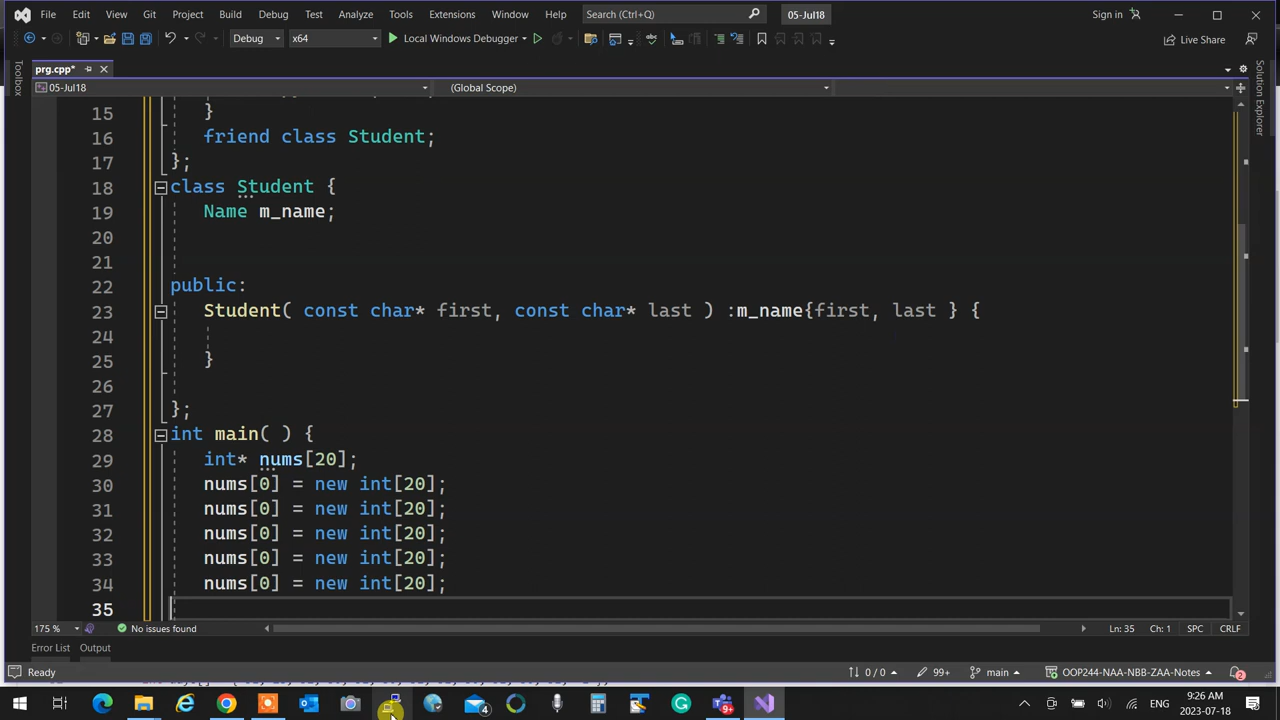 File Edit View Git Project Build Debug Test Analyze Tools Extensions Window Help Search (Ctrl+Q) 05-Jul18 Sign in
Debug x64 Local Windows Debugger Live Share
prg.cpp*
05-Jul18 (Global Scope)
Toolbox
Solution Explorer
15 }
16 friend class Student;
17 };
18 class Student {
19 Name m_name;
20
21
22 public:
23 Student( const char* first, const char* last ) :m_name{first, last } {
24
25 }
26
27 };
28 int main( ) {
29 int* nums[20];
30 nums[0] = new int[20];
31 nums[0] = new int[20];
32 nums[0] = new int[20];
33 nums[0] = new int[20];
34 nums[0] = new int[20];
35
175 % No issues found Ln: 35 Ch: 1 SPC CRLF
Error List Output
Ready 0 / 0 99+ main OOP244-NAA-NBB-ZAA-Notes 2
4 9+ 9:26 AM
2023-07-18